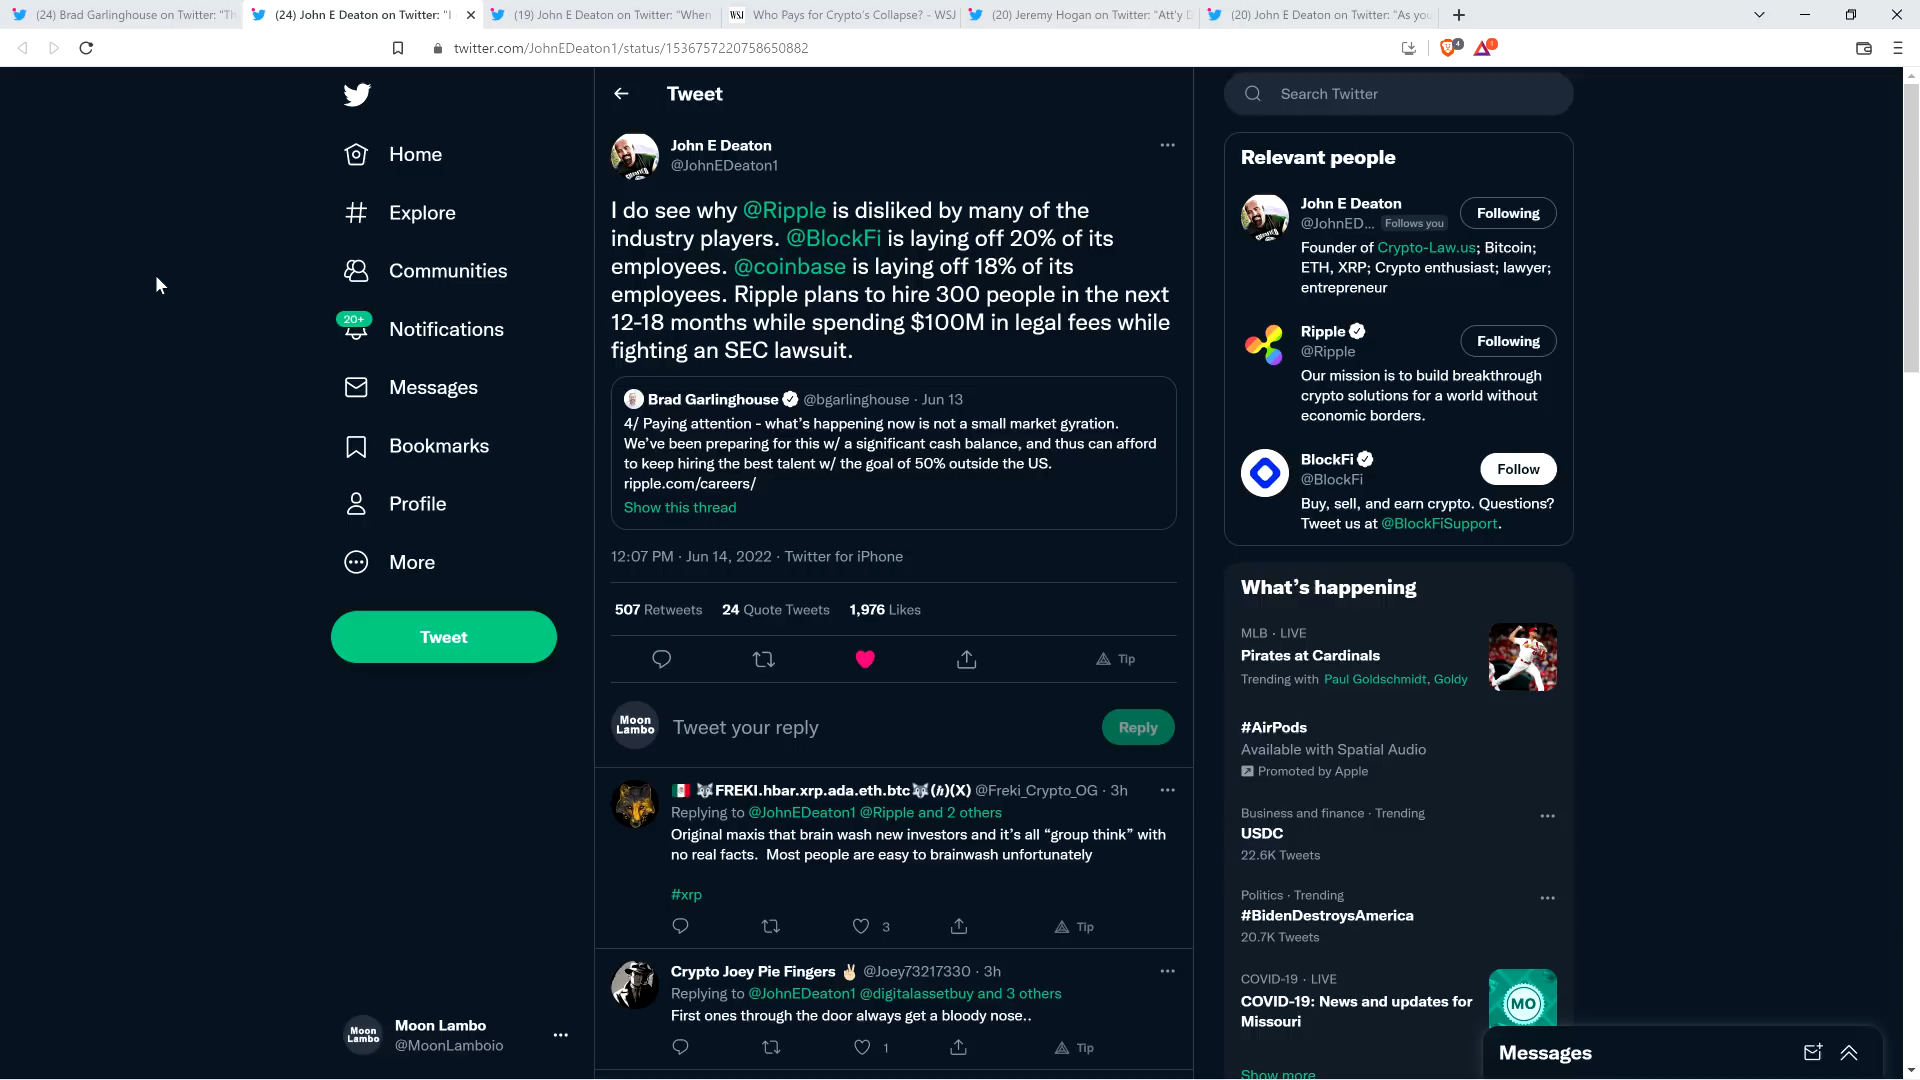 (24) Brad Garlinghouse on Twitter: "Th
(24) John E Deaton on Twitter: "I
(19) John E Deaton on Twitter: "When
WSJ Who Pays for Crypto's Collapse? - WSJ
(20) Jeremy Hogan on Twitter: "Att'y D
(20) John E Deaton on Twitter: "As you
twitter.com/JohnEDeaton1/status/1536757220758650882
4
1
Home
Explore
Communities
20+
Notifications
Messages
Bookmarks
Profile
More
Tweet
Moon Lambo
Moon Lambo
@MoonLamboio
Tweet
John E Deaton
@JohnEDeaton1
I do see why @Ripple is disliked by many of the
industry players. @BlockFi is laying off 20% of its
employees. @coinbase is laying off 18% of its
employees. Ripple plans to hire 300 people in the next
12-18 months while spending $100M in legal fees while
fighting an SEC lawsuit.
Brad Garlinghouse @bgarlinghouse · Jun 13
4/ Paying attention - what's happening now is not a small market gyration.
We've been preparing for this w/ a significant cash balance, and thus can afford
to keep hiring the best talent w/ the goal of 50% outside the US.
ripple.com/careers/
Show this thread
12:07 PM · Jun 14, 2022 · Twitter for iPhone
507 Retweets 24 Quote Tweets 1,976 Likes
Tip
Moon Lambo
Tweet your reply
Reply
FREKI.hbar.xrp.ada.eth.btc (ℏ)(X) @Freki_Crypto_OG · 3h
Replying to @JohnEDeaton1 @Ripple and 2 others
Original maxis that brain wash new investors and it's all "group think" with
no real facts. Most people are easy to brainwash unfortunately
#xrp
3
Tip
Crypto Joey Pie Fingers ✌🏻 @Joey73217330 · 3h
Replying to @JohnEDeaton1 @digitalassetbuy and 3 others
First ones through the door always get a bloody nose..
1
Tip
Search Twitter
Relevant people
John E Deaton
@JohnED... Follows you
Following
Founder of Crypto-Law.us; Bitcoin;
ETH, XRP; Crypto enthusiast; lawyer;
entrepreneur
Ripple
@Ripple
Following
Our mission is to build breakthrough
crypto solutions for a world without
economic borders.
BlockFi
@BlockFi
Follow
Buy, sell, and earn crypto. Questions?
Tweet us at @BlockFiSupport.
What's happening
MLB · LIVE
Pirates at Cardinals
Trending with Paul Goldschmidt, Goldy
#AirPods
Available with Spatial Audio
Promoted by Apple
Business and finance · Trending
USDC
22.6K Tweets
Politics · Trending
#BidenDestroysAmerica
20.7K Tweets
COVID-19 · LIVE
COVID-19: News and updates for
Missouri
MO
Show more
Messages